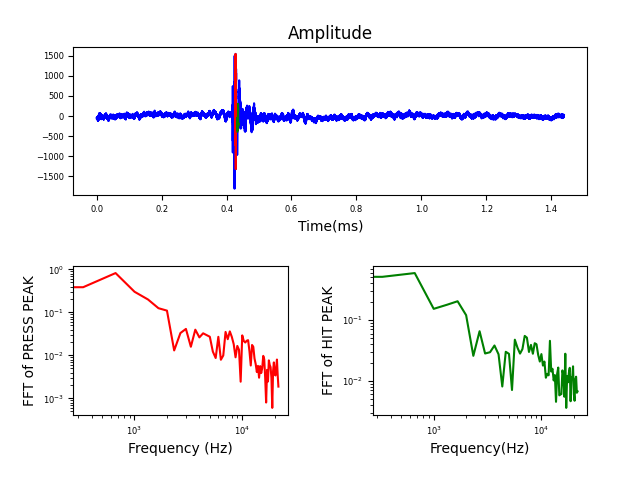 Amplitude
1500
1000
500
0
−500
−1000
−1500
0.0 0.2 0.4 0.6 0.8 1.0 1.2 1.4
Time(ms)
FFT of PRESS PEAK
10⁰
10⁻¹
10⁻²
10⁻³
10³ 10⁴
Frequency (Hz)
FFT of HIT PEAK
10⁻¹
10⁻²
10³ 10⁴
Frequency(Hz)